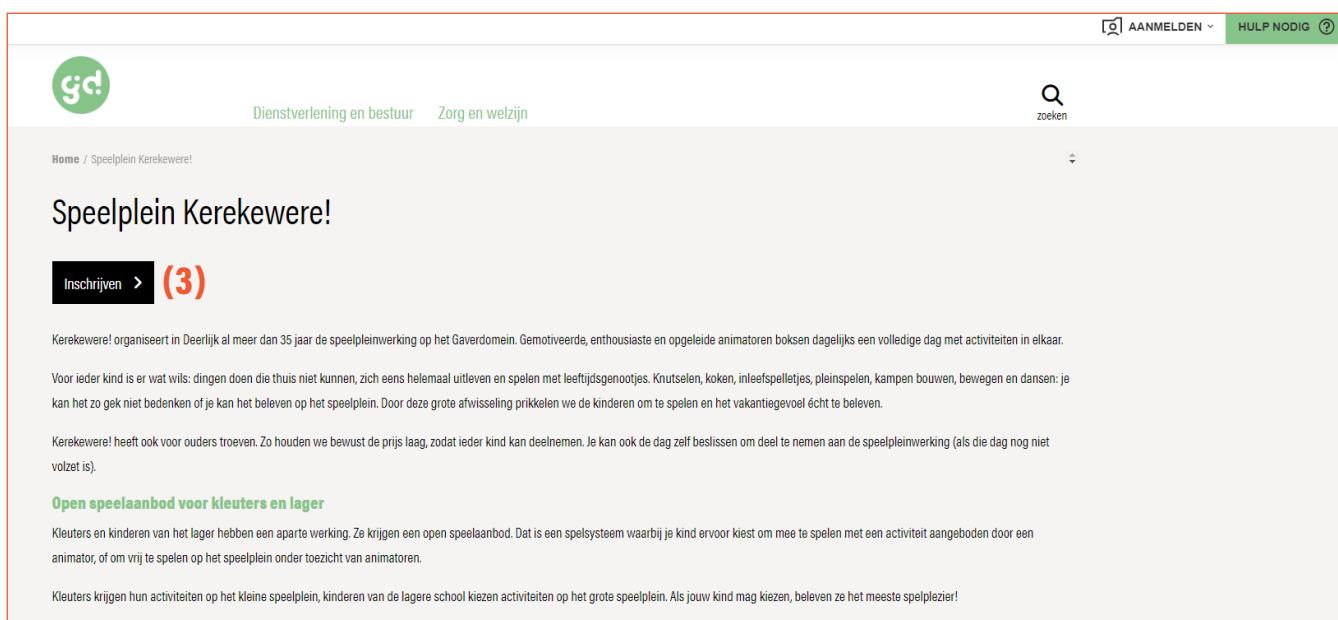 AANMELDEN
HULP NODIG
gd!
Dienstverlening en bestuur
Zorg en welzijn
zoeken
Home / Speelplein Kerekewere!
Speelplein Kerekewere!
Inschrijven
(3)
Kerekewere! organiseert in Deerlijk al meer dan 35 jaar de speelpleinwerking op het Gaverdomein. Gemotiveerde, enthousiaste en opgeleide animatoren boksen dagelijks een volledige dag met activiteiten in elkaar.
Voor ieder kind is er wat wils: dingen doen die thuis niet kunnen, zich eens helemaal uitleven en spelen met leeftijdsgenootjes. Knutselen, koken, inleefspelletjes, pleinspelen, kampen bouwen, bewegen en dansen: je
kan het zo gek niet bedenken of je kan het beleven op het speelplein. Door deze grote afwisseling prikkelen we de kinderen om te spelen en het vakantiegevoel écht te beleven.
Kerekewere! heeft ook voor ouders troeven. Zo houden we bewust de prijs laag, zodat ieder kind kan deelnemen. Je kan ook de dag zelf beslissen om deel te nemen aan de speelpleinwerking (als die dag nog niet
volzet is).
Open speelaanbod voor kleuters en lager
Kleuters en kinderen van het lager hebben een aparte werking. Ze krijgen een open speelaanbod. Dat is een spelsysteem waarbij je kind ervoor kiest om mee te spelen met een activiteit aangeboden door een
animator, of om vrij te spelen op het speelplein onder toezicht van animatoren.
Kleuters krijgen hun activiteiten op het kleine speelplein, kinderen van de lagere school kiezen activiteiten op het grote speelplein. Als jouw kind mag kiezen, beleven ze het meeste spelplezier!